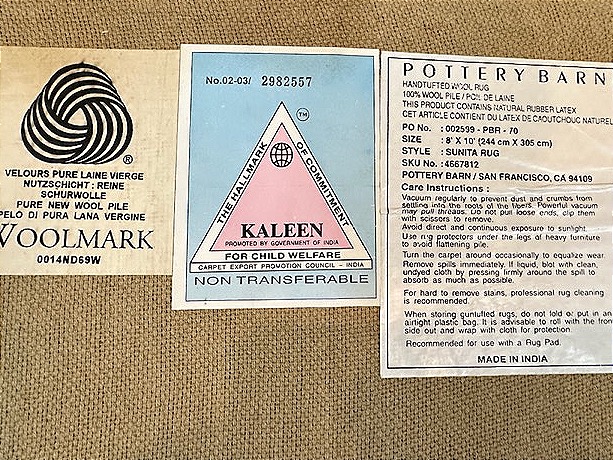 ®
VELOURS PURE LAINE VIERGE
NUTZSCHICHT : REINE
SCHURWOLLE
PURE NEW WOOL PILE
PELO DI PURA LANA VERGINE
WOOLMARK
0014ND69W
No.02-03/ 2982557
TM
THE HALLMARK OF COMMITMENT
KALEEN
PROMOTED BY GOVERNMENT OF INDIA
FOR CHILD WELFARE
CARPET EXPORT PROMOTION COUNCIL – INDIA
NON TRANSFERABLE
POTTERY BARN
HANDTUFTED WOOL RUG
100% WOOL PILE / POIL DE LAINE
THIS PRODUCT CONTAINS NATURAL RUBBER LATEX
CET ARTICLE CONTIENT DU LATEX DE CAOUTCHOUC NATUREL
PO No. : 002599 - PBR - 70
SIZE : 8' X 10' (244 cm X 305 cm)
STYLE : SUNITA RUG
SKU No. : 4567812
POTTERY BARN / SAN FRANCISCO, CA 94109
Care Instructions :
Vacuum regularly to prevent dust and crumbs from
settling into the roots of the fibers. Powerful vacuum
may pull threads. Do not pull loose ends, clip them
with scissors to remove.
Avoid direct and continuous exposure to sunlight.
Use rug protectors under the legs of heavy furniture
to avoid flattening pile.
Turn the carpet around occasionally to equalize wear.
Remove spills immediately. If liquid, blot with clean,
undyed cloth by pressing firmly around the spill to
absorb as much as possible.
For hard to remove stains, professional rug cleaning
is recommended.
When storing guntufted rugs, do not fold or put in an
airtight plastic bag. It is advisable to roll with the front
side out and wrap with cloth for protection.
Recommended for use with a Rug Pad.
MADE IN INDIA